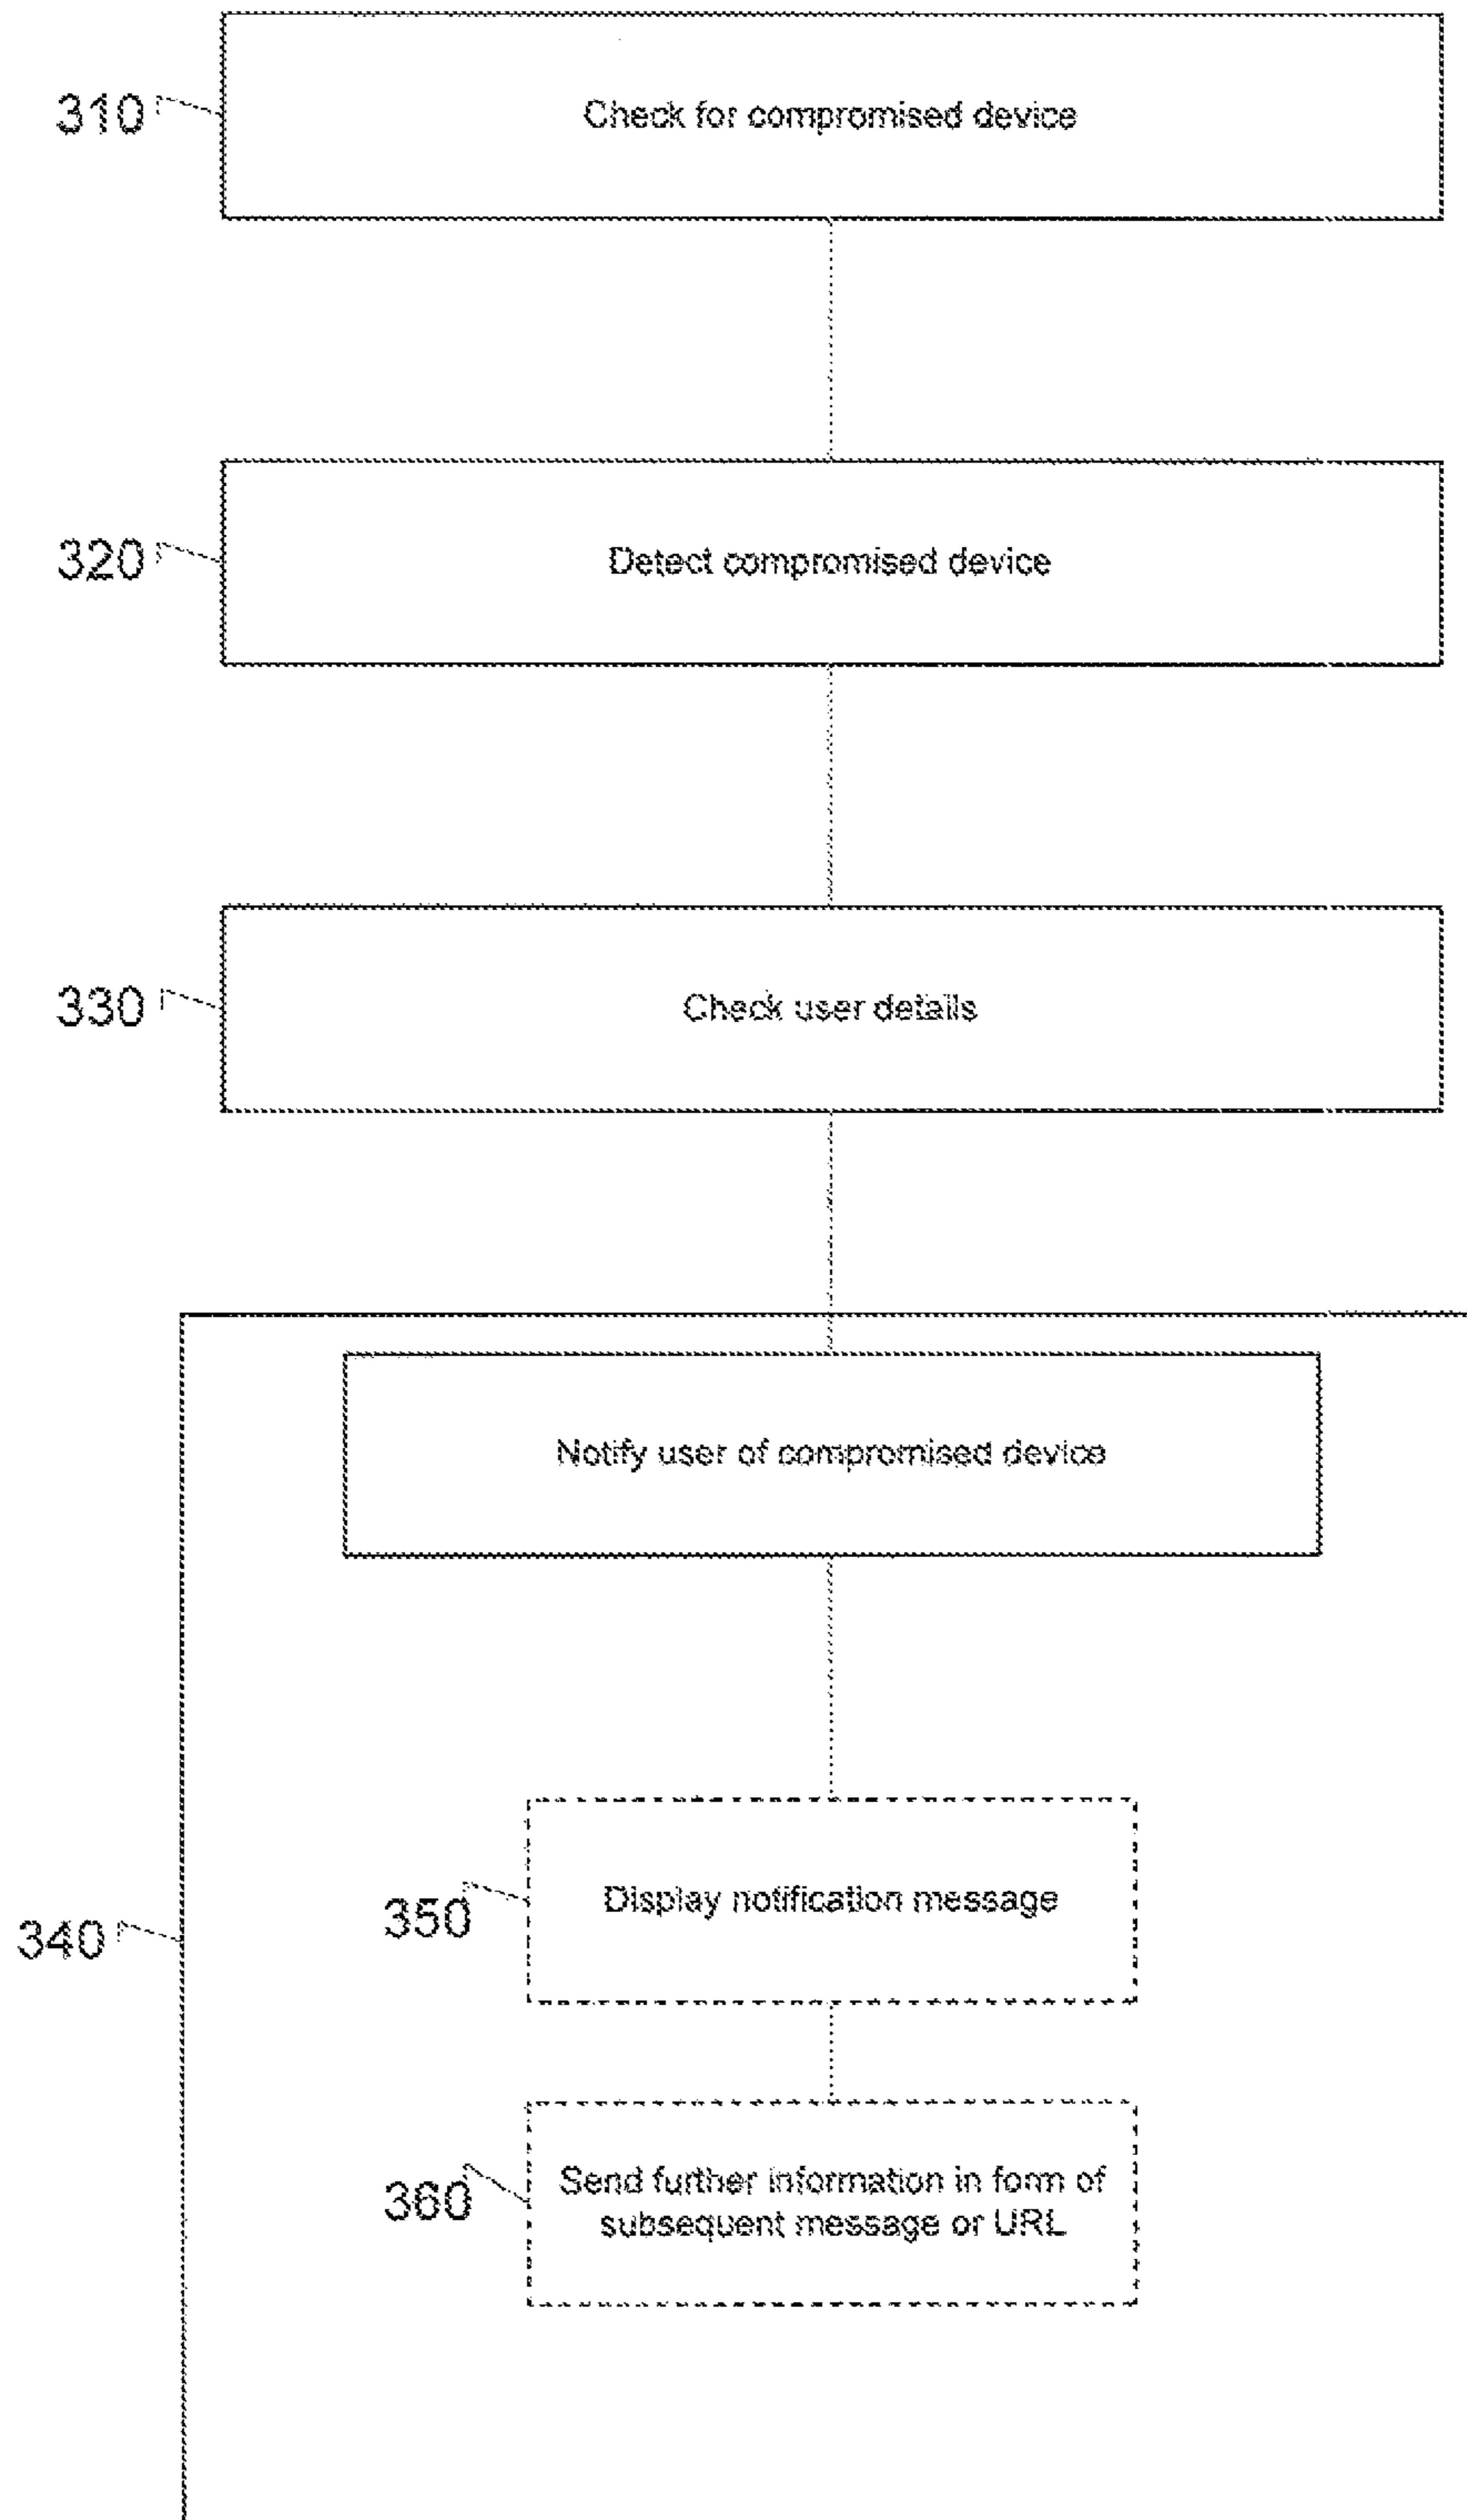 310
Check for compromised device
320
Detect compromised device
330
Check user details
Notify user of compromised device
350
Display notification message
340
360
Send further information in form of
subsequent message or URL